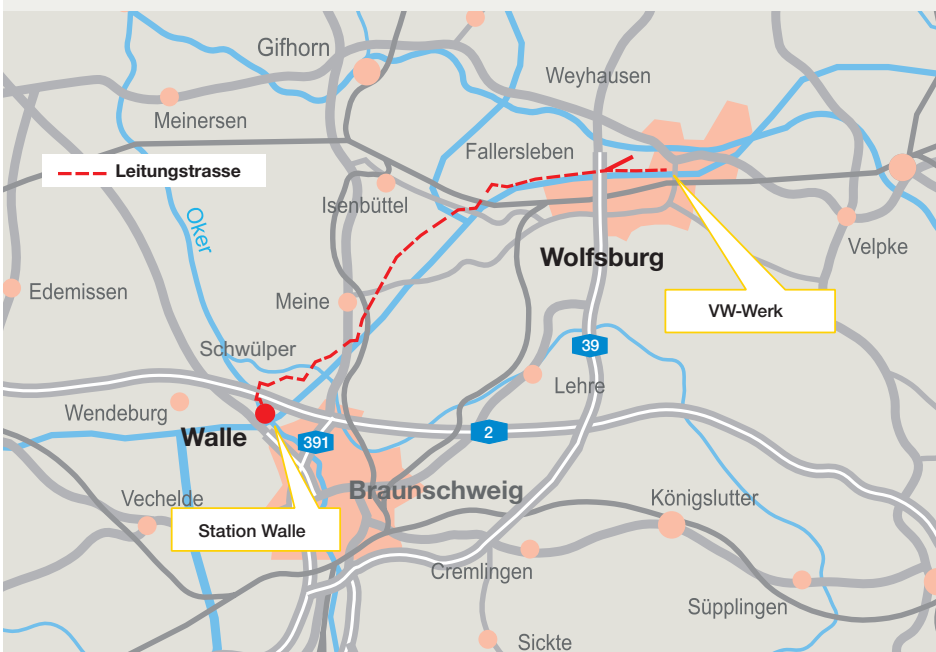 Gifhorn
Weyhausen
Meinersen
Fallersleben
Leitungstrasse
Isenbüttel
Oker
Velpke
Wolfsburg
Edemissen
Meine
VW-Werk
Schwülper
39
Lehre
Wendeburg
Walle
391
2
Braunschweig
Vechelde
Königslutter
Station Walle
Cremlingen
Süpplingen
Sickte